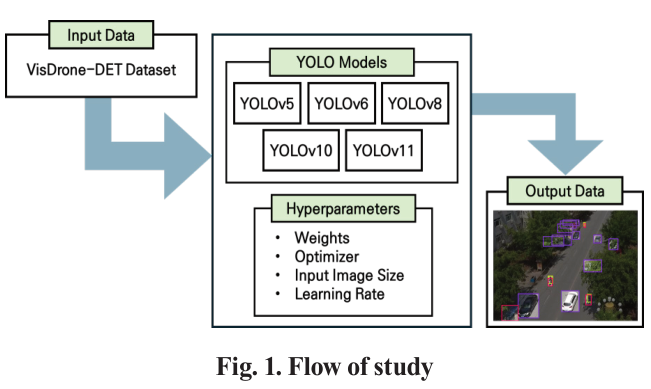 Input Data
VisDrone-DET Dataset
YOLO Models
YOLOv5
YOLOv6
YOLOv8
YOLOv10
YOLOv11
Hyperparameters
• Weights
• Optimizer
• Input Image Size
• Learning Rate
Output Data
Fig. 1. Flow of study